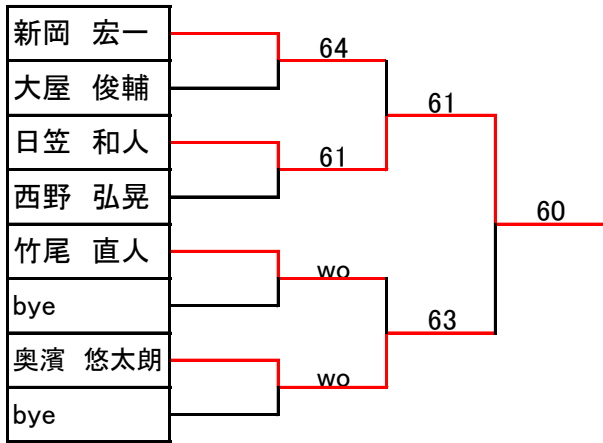 新岡 宏一
64
大屋 俊輔
61
日笠 和人
61
西野 弘晃
60
竹尾 直人
wo
bye
63
奥濱 悠太朗
wo
bye